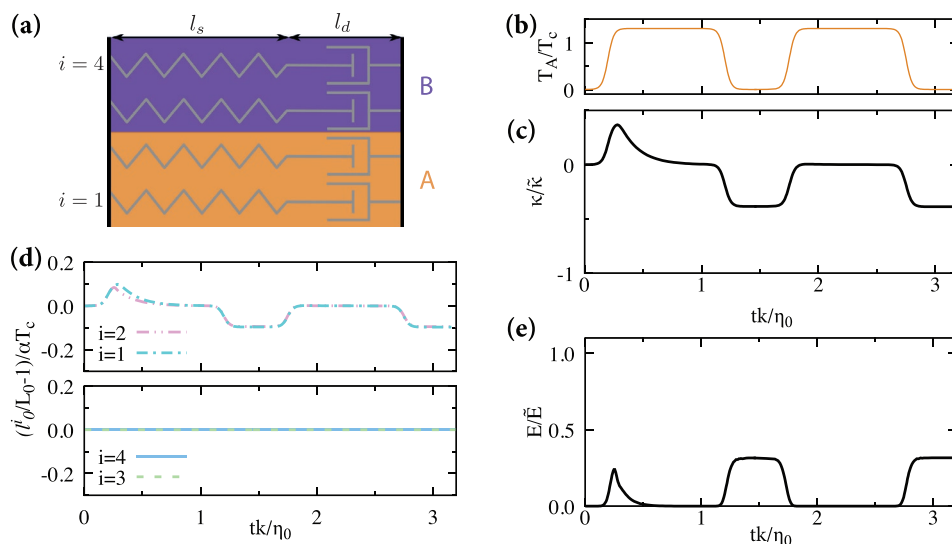 (a)
l_s
l_d
i = 4
B
A
i = 1
(b)
T_A/T_c
1
0
(c)
κ/κ̃
0
-1
0
1
2
3
tk/η_0
(d)
(l^i_0/L_0-1)/αT_c
0.2
0.0
-0.2
i=2
i=1
0.2
0.0
-0.2
i=4
i=3
0
1
2
3
tk/η_0
(e)
E/Ẽ
1.0
0.5
0.0
0
1
2
3
tk/η_0